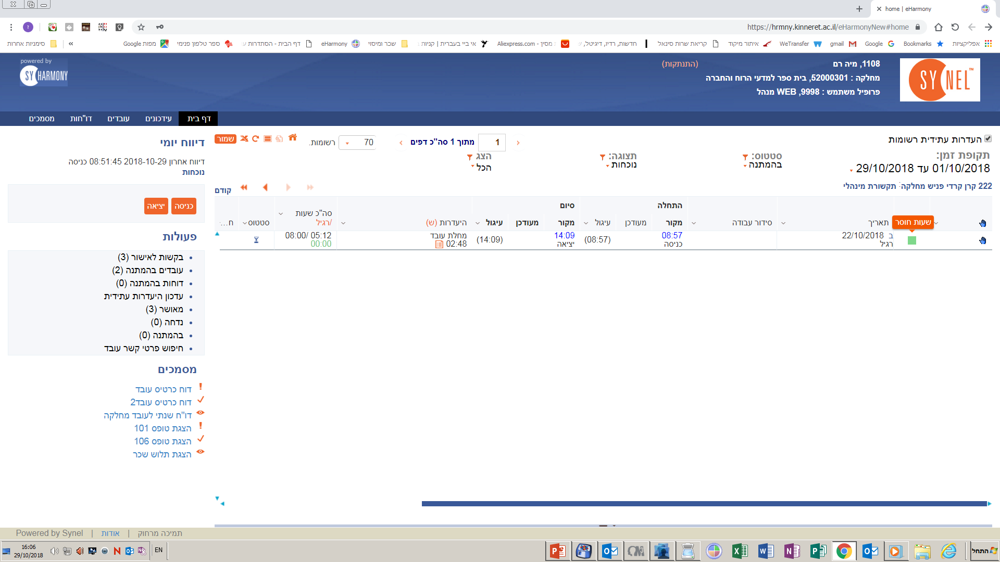 home | eHarmony
https://hrmny.kinneret.ac.il/eHarmonyNew#home
אפליקציות
Bookmarks
Google
gmail
WeTransfer
איתור מיקוד
קריאת שרות סינאל
חדשות, רדיו, דיגיטל, ע
Aliexpress.com - מסין
אי ביי בעברית | קניות ב
שכר ומיסוי
eHarmony
דף הבית - הסתדרות ע
ספר טלפון פנימי
מפות Google
«
סימניות אחרות
SYNEL™
1108, מיה רם
(התנתקות)
מחלקה : 52000301, בית ספר למדעי הרוח והחברה
פרופיל משתמש : 9998, WEB מנהל
powered by
SY HARMONY
דף בית
עידכונים
עובדים
דו"חות
מסמכים
העדרות עתידית רשומות
1
מתוך 1 סה"כ דפים
70
רשומות.
שמור
תקופת זמן:
01/10/2018 עד 29/10/2018
סטטוס:
בהמתנה
תצוגה:
נוכחות
הצג
הכל
222 קרן קרדי פניש מחלקה: תקשורת מינהלי
קודם
שעות חוסר
תאריך
סידור עבודה
התחלה
מקור
מעודכן
עיגול
סיום
מקור
מעודכן
עיגול
היעדרות (ש)
סה"כ שעות
/רגיל
סטטוס
ח...
ב 22/10/2018
רגיל
08:57
כניסה
(08:57)
14:09
יציאה
(14:09)
מחלת עובד
02:48
05:12 /08:00
00:00
דיווח יומי
דיווח אחרון 2018-10-29 08:51:45 כניסה
נוכחות
כניסה
יציאה
פעולות
בקשות לאישור (3)
עובדים בהמתנה (2)
דוחות בהמתנה (0)
עדכון היעדרות עתידית
מאושר (3)
נדחה (0)
בהמתנה (0)
חיפוש פרטי קשר עובד
מסמכים
דוח כרטיס עובד
דוח כרטיס עובד2
דו"ח שנתי לעובד מחלקה
הצגת טופס 101
הצגת טופס 106
הצגת תלוש שכר
תמיכה מרחוק | אודות | Powered by Synel
התחל
EN
16:06
29/10/2018